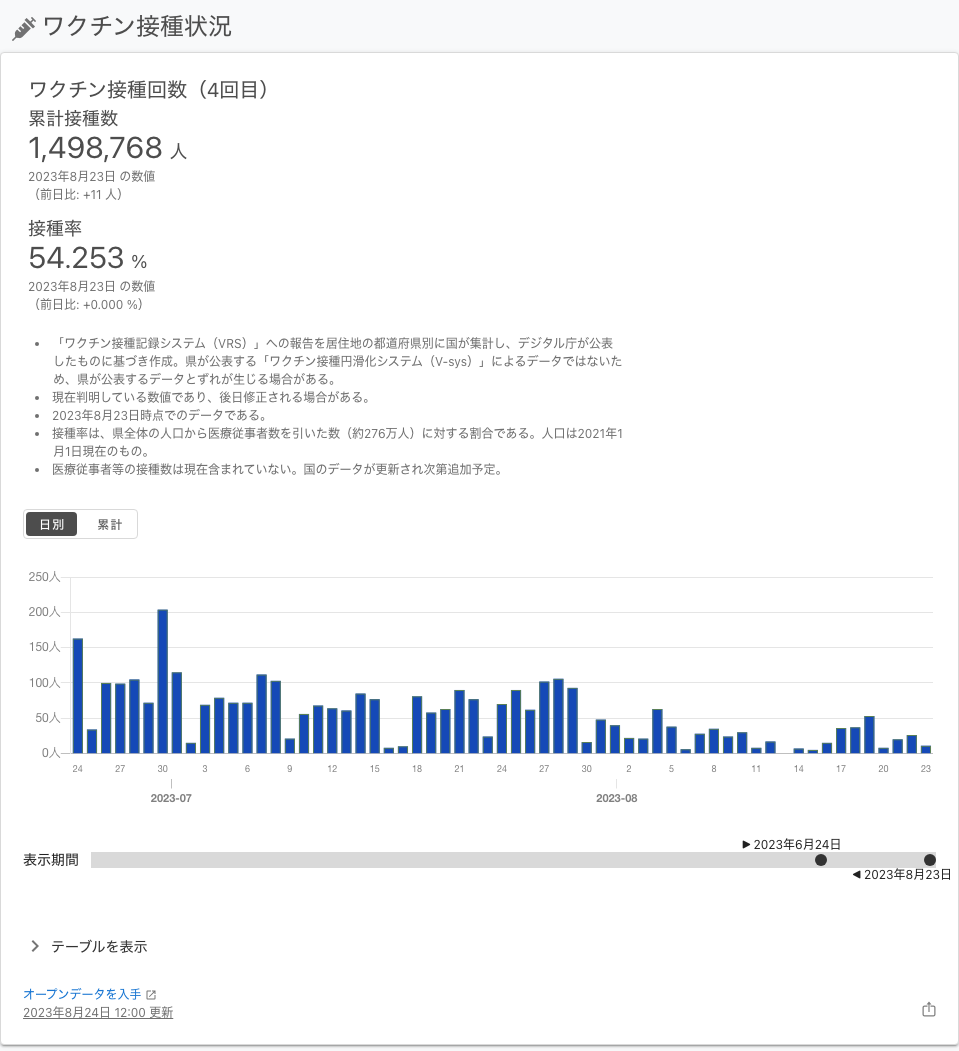 ワクチン接種状況
ワクチン接種回数（4回目）
累計接種数
1,498,768 人
2023年8月23日 の数値
（前日比: +11 人）
接種率
54.253 %
2023年8月23日 の数値
（前日比: +0.000 %）
• 「ワクチン接種記録システム（VRS）」への報告を居住地の都道府県別に国が集計し、デジタル庁が公表
したものに基づき作成。県が公表する「ワクチン接種円滑化システム（V-sys）」によるデータではないた
め、県が公表するデータとずれが生じる場合がある。
• 現在判明している数値であり、後日修正される場合がある。
• 2023年8月23日時点でのデータである。
• 接種率は、県全体の人口から医療従事者数を引いた数（約276万人）に対する割合である。人口は2021年1
月1日現在のもの。
• 医療従事者等の接種数は現在含まれていない。国のデータが更新され次第追加予定。
日別 累計
250人
200人
150人
100人
50人
0人
24 27 30 3 6 9 12 15 18 21 24 27 30 2 5 8 11 14 17 20 23
2023-07 2023-08
▶ 2023年6月24日
表示期間
◀ 2023年8月23日
テーブルを表示
オープンデータを入手
2023年8月24日 12:00 更新